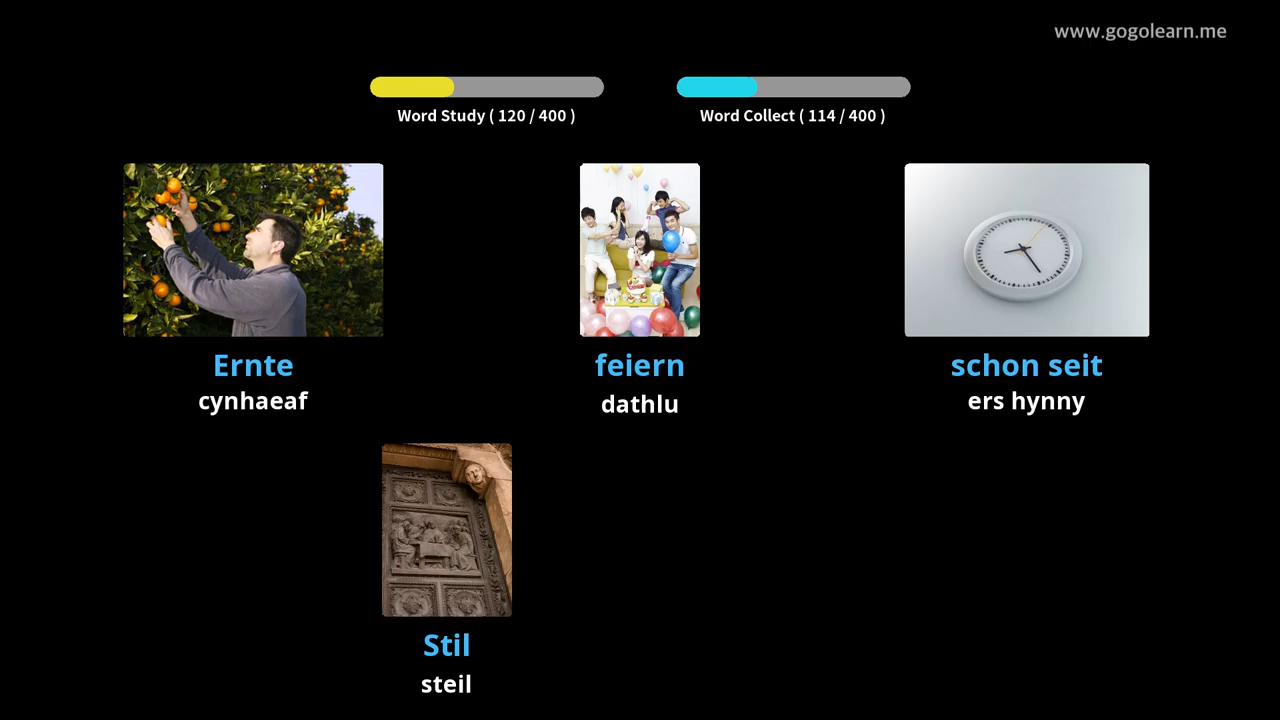 www.gogolearn.me
Word Study ( 120 / 400 )
Word Collect ( 114 / 400 )
Ernte
cynhaeaf
feiern
dathlu
schon seit
ers hynny
Stil
steil